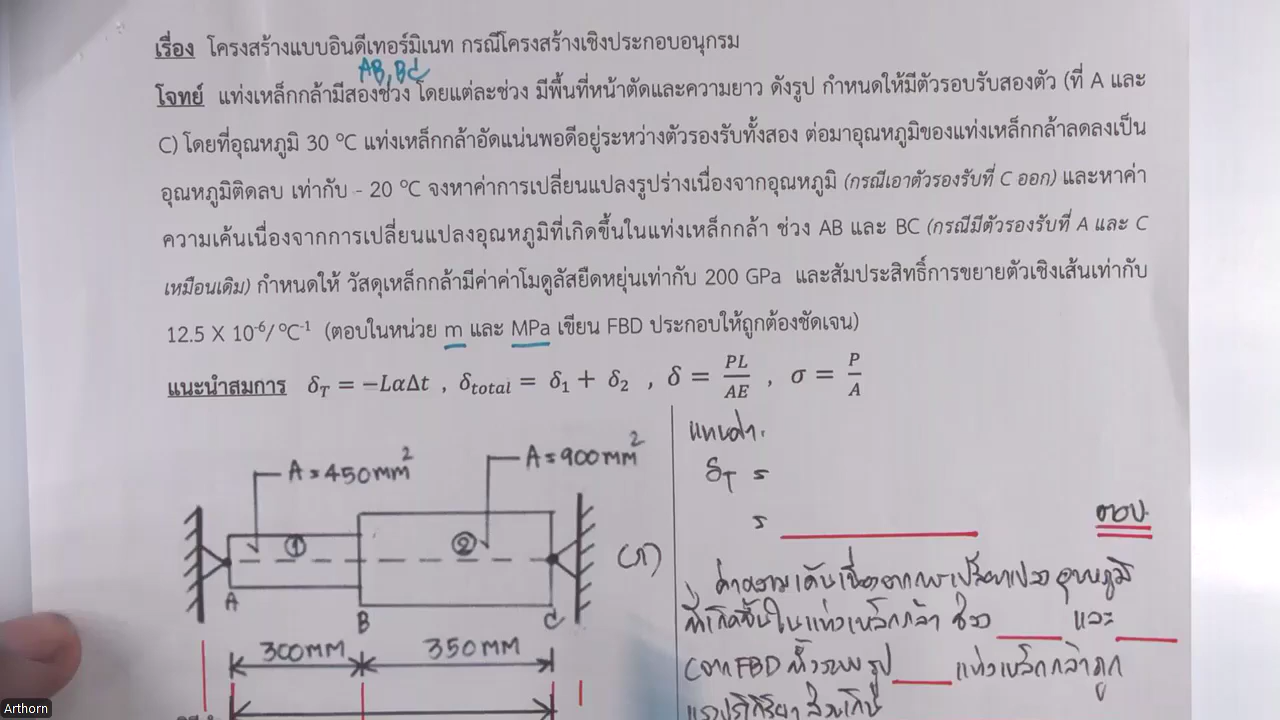 เรื่อง โครงสร้างแบบอินดีเทอร์มิเนท กรณีโครงสร้างเชิงประกอบอนุกรม
AB, BC
โจทย์ แท่งเหล็กกล้ามีสองช่วง โดยแต่ละช่วง มีพื้นที่หน้าตัดและความยาว ดังรูป กำหนดให้มีตัวรอบรับสองตัว (ที่ A และ
C) โดยที่อุณหภูมิ 30 °C แท่งเหล็กกล้าอัดแน่นพอดีอยู่ระหว่างตัวรองรับทั้งสอง ต่อมาอุณหภูมิของแท่งเหล็กกล้าลดลงเป็น
อุณหภูมิติดลบ เท่ากับ - 20 °C จงหาค่าการเปลี่ยนแปลงรูปร่างเนื่องจากอุณหภูมิ (กรณีเอาตัวรองรับที่ C ออก) และหาค่า
ความเค้นเนื่องจากการเปลี่ยนแปลงอุณหภูมิที่เกิดขึ้นในแท่งเหล็กกล้า ช่วง AB และ BC (กรณีมีตัวรองรับที่ A และ C
เหมือนเดิม) กำหนดให้ วัสดุเหล็กกล้ามีค่าค่าโมดูลัสยืดหยุ่นเท่ากับ 200 GPa และสัมประสิทธิ์การขยายตัวเชิงเส้นเท่ากับ
12.5 X 10⁻⁶/ °C⁻¹ (ตอบในหน่วย m และ MPa เขียน FBD ประกอบให้ถูกต้องชัดเจน)
แนะนำสมการ δ_T = −LαΔt , δ_total = δ₁ + δ₂ , δ = PL/AE , σ = P/A
A = 450 mm²
A = 900 mm²
① ②
A B C
(ก)
300 MM 350 MM
แทนค่า.
δ_T =
=
ตอบ
ค่าความเค้นเนื่องจากการเปลี่ยนแปลงอุณหภูมิ
ที่เกิดขึ้นในแท่งเหล็กกล้า ช่วง และ
แท่งเหล็กกล้าถูก
Arthorn